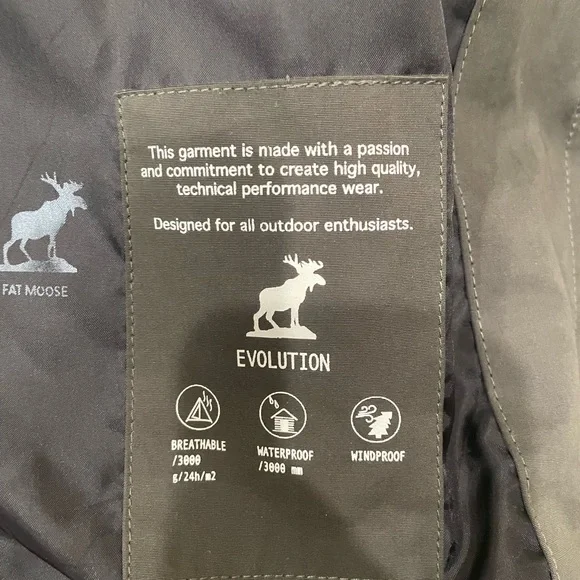 This garment is made with a passion
and commitment to create high quality,
technical performance wear.
Designed for all outdoor enthusiasts.
FAT MOOSE
EVOLUTION
BREATHABLE
/3000
g/24h/m2
WATERPROOF
/3000 mm
WINDPROOF